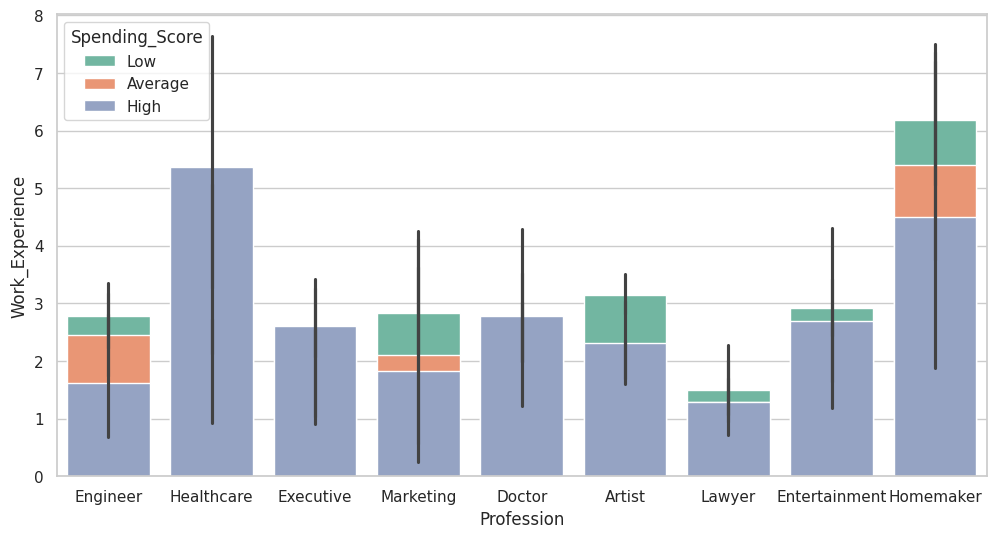 8
7
6
5
4
3
2
1
0
Work_Experience
Spending_Score
Low
Average
High
Engineer Healthcare Executive Marketing Doctor Artist Lawyer Entertainment Homemaker
Profession